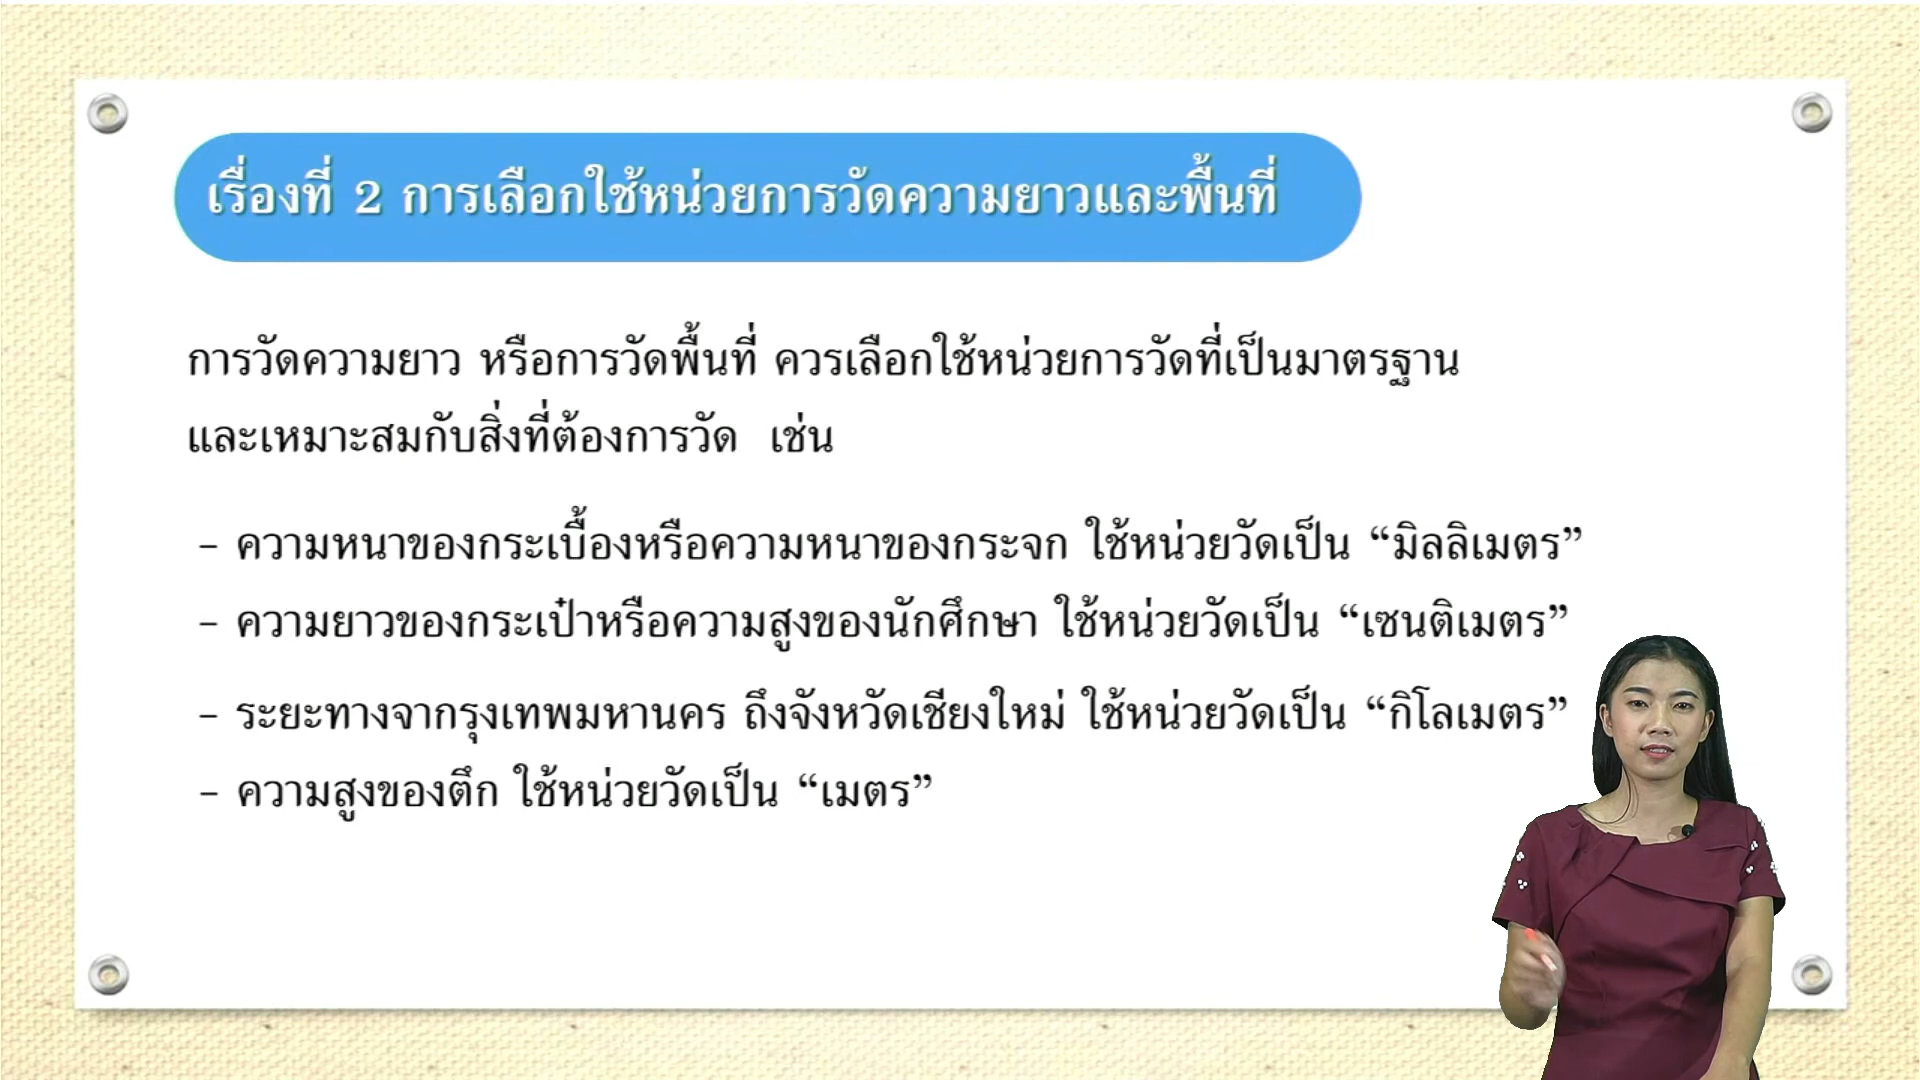 เรื่องที่ 2 การเลือกใช้หน่วยการวัดความยาวและพื้นที่
การวัดความยาว หรือการวัดพื้นที่ ควรเลือกใช้หน่วยการวัดที่เป็นมาตรฐาน
และเหมาะสมกับสิ่งที่ต้องการวัด เช่น
- ความหนาของกระเบื้องหรือความหนาของกระจก ใช้หน่วยวัดเป็น “มิลลิเมตร”
- ความยาวของกระเป๋าหรือความสูงของนักศึกษา ใช้หน่วยวัดเป็น “เซนติเมตร”
- ระยะทางจากรุงเทพมหานคร ถึงจังหวัดเชียงใหม่ ใช้หน่วยวัดเป็น “กิโลเมตร”
- ความสูงของตึก ใช้หน่วยวัดเป็น “เมตร”